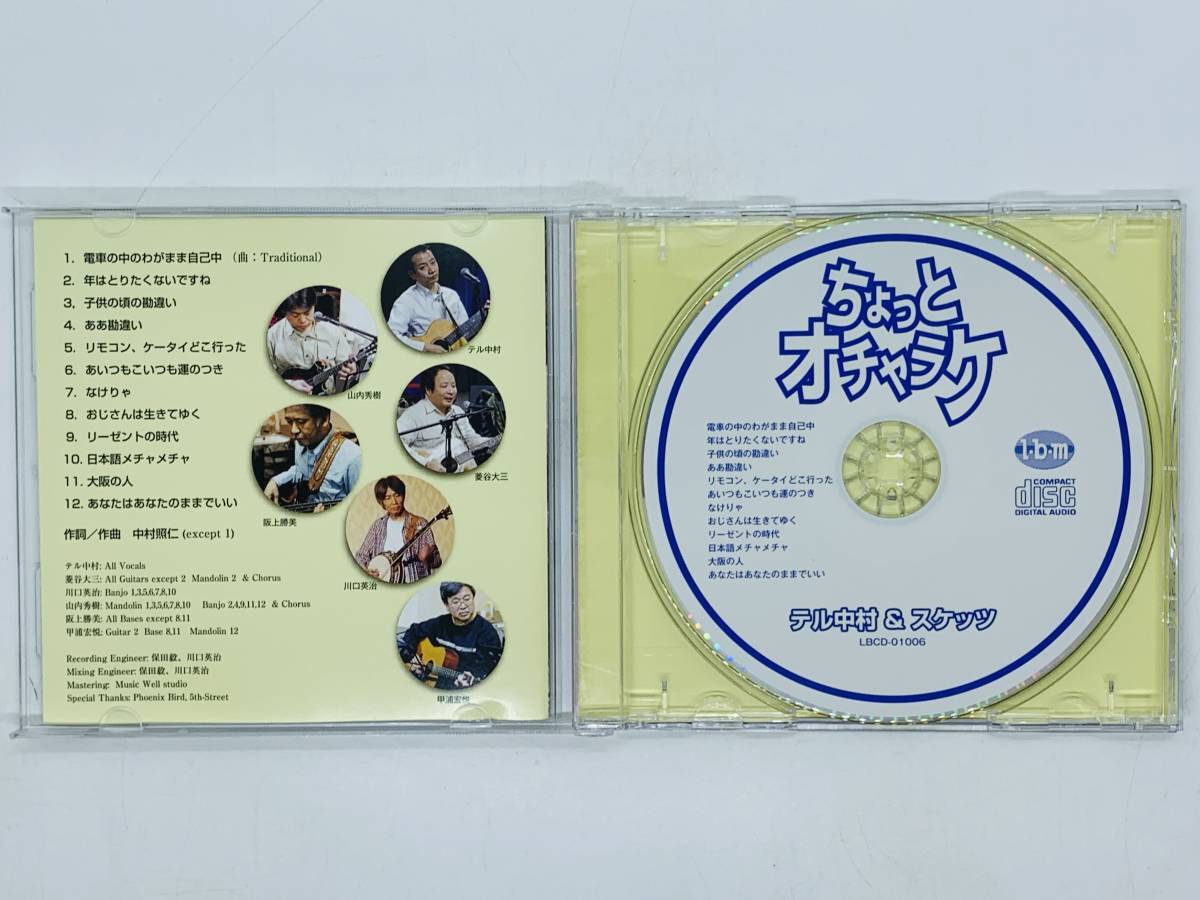 1. 電車の中のわがまま自己中 (曲：Traditional)
2. 年はとりたくないですね
3. 子供の頃の勘違い
4. ああ勘違い
5. リモコン、ケータイどこ行った
6. あいつもこいつも運のつき
7. なけりゃ
8. おじさんは生きてゆく
9. リーゼントの時代
10. 日本語メチャメチャ
11. 大阪の人
12. あなたはあなたのままでいい
作詞／作曲 中村照仁 (except 1)
テル中村: All Vocals
菱谷大三: All Guitars except 2 Mandolin 2 & Chorus
川口英治: Banjo 1,3,5,6,7,8,10
山内秀樹: Mandolin 1,3,5,6,7,8,10 Banjo 2,4,9,11,12 & Chorus
阪上勝美: All Bases except 8.11
甲浦宏悦: Guitar 2 Base 8,11 Mandolin 12
Recording Engineer: 保田毅、川口英治
Mixing Engineer: 保田毅、川口英治
Mastering: Music Well studio
Special Thanks: Phoenix Bird, 5th-Street
テル中村
山内秀樹
菱谷大三
阪上勝美
川口英治
甲浦宏悦
ちょっと
オチャラケ
電車の中のわがまま自己中
年はとりたくないですね
子供の頃の勘違い
ああ勘違い
リモコン、ケータイどこ行った
あいつもこいつも運のつき
なけりゃ
おじさんは生きてゆく
リーゼントの時代
日本語メチャメチャ
大阪の人
あなたはあなたのままでいい
l・b・m
COMPACT
disc
DIGITAL AUDIO
テル中村 & スケッツ
LBCD-01006